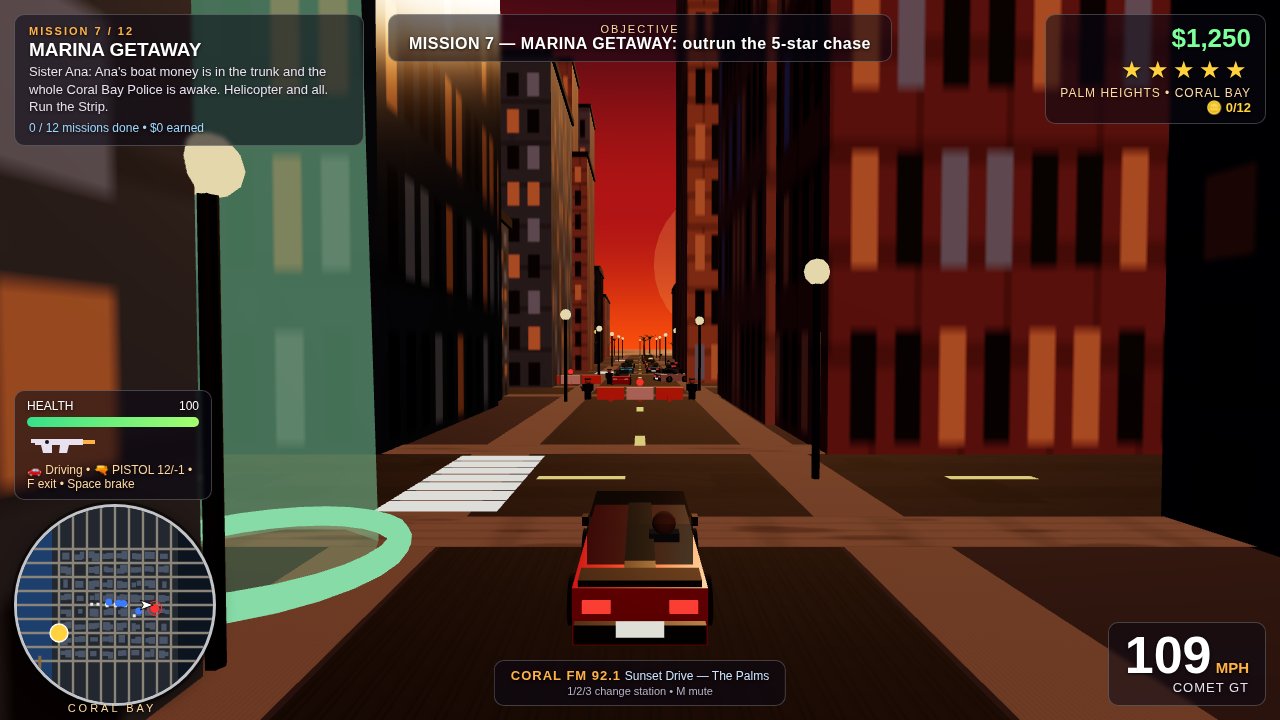 MISSION 7 / 12
MARINA GETAWAY
Sister Ana: Ana's boat money is in the trunk and the
whole Coral Bay Police is awake. Helicopter and all.
Run the Strip.
0 / 12 missions done • $0 earned
OBJECTIVE
MISSION 7 — MARINA GETAWAY: outrun the 5-star chase
$1,250
★ ★ ★ ★ ★
PALM HEIGHTS • CORAL BAY
🪙 0/12
HEALTH 100
🚗 Driving • 🔫 PISTOL 12/-1 •
F exit • Space brake
CORAL BAY
CORAL FM 92.1 Sunset Drive — The Palms
1/2/3 change station • M mute
109 MPH
COMET GT